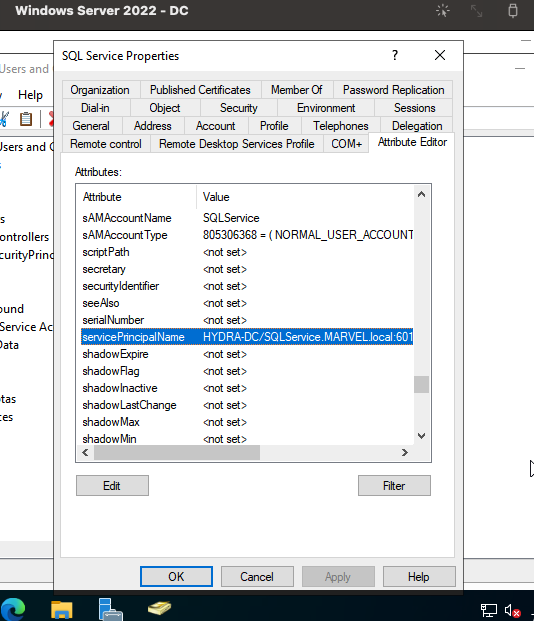 Windows Server 2022 - DC
SQL Service Properties
? X
Users and
Help
Organization Published Certificates Member Of Password Replication
Dial-in Object Security Environment Sessions
General Address Account Profile Telephones Delegation
Remote control Remote Desktop Services Profile COM+ Attribute Editor
Users and C
Attributes:
Attribute Value
sAMAccountName SQLService
sAMAccountType 805306368 = ( NORMAL_USER_ACCOUNT
scriptPath <not set>
secretary <not set>
securityIdentifier <not set>
seeAlso <not set>
serialNumber <not set>
servicePrincipalName HYDRA-DC/SQLService.MARVEL.local:601
shadowExpire <not set>
shadowFlag <not set>
shadowInactive <not set>
shadowLastChange <not set>
shadowMax <not set>
shadowMin <not set>
s
ontrollers
curityPrinc
ound
Service Ac
Data
tas
ces
Edit Filter
OK Cancel Apply Help